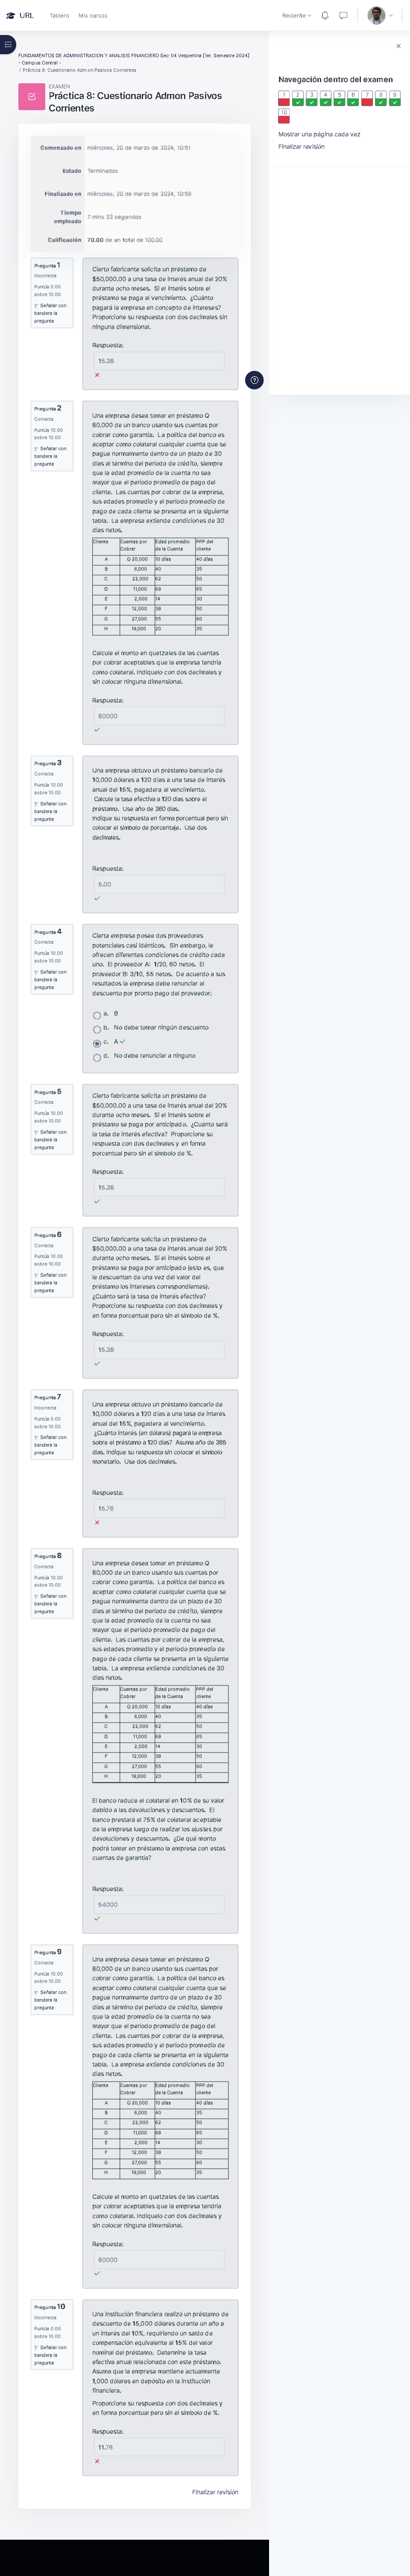 URL
Tablero
Mis cursos
Reciente
FUNDAMENTOS DE ADMINISTRACION Y ANALISIS FINANCIERO Sec: 04 Vespertina [1er. Semestre 2024]
- Campus Central -
/ Práctica 8: Cuestionario Admon Pasivos Corrientes
EXAMEN
Práctica 8: Cuestionario Admon Pasivos
Corrientes
Comenzado en miércoles, 20 de marzo de 2024, 10:51
Estado Terminados
Finalizado en miércoles, 20 de marzo de 2024, 10:58
Tiempo
empleado
7 mins 33 segundos
Calificación 70.00 de un total de 100.00
Navegación dentro del examen
1 2 3 4 5 6 7 8 9
10
Mostrar una página cada vez
Finalizar revisión
Pregunta 1
Incorrecta
Puntúa 0.00
sobre 10.00
Señalar con
bandera la
pregunta
Cierto fabricante solicita un préstamo de
$50,000.00 a una tasa de interés anual del 20%
durante ocho meses. Si el interés sobre el
préstamo se paga al vencimiento. ¿Cuánto
pagará la empresa en concepto de intereses?
Proporcione su respuesta con dos decimales sin
ninguna dimensional.
Respuesta:
15.38
Pregunta 2
Correcta
Puntúa 10.00
sobre 10.00
Señalar con
bandera la
pregunta
Una empresa desea tomar en préstamo Q
80,000 de un banco usando sus cuentas por
cobrar como garantía. La política del banco es
aceptar como colateral cualquier cuenta que se
pague normalmente dentro de un plazo de 30
días al término del periodo de crédito, siempre
que la edad promedio de la cuenta no sea
mayor que el periodo promedio de pago del
cliente. Las cuentas por cobrar de la empresa,
sus edades promedio y el periodo promedio de
pago de cada cliente se presenta en la siguiente
tabla. La empresa extiende condiciones de 30
días netos.
Cliente Cuentas por Cobrar Edad promedio de la Cuenta PPP del cliente
A Q 20,000 10 días 40 días
B 6,000 40 35
C 22,000 62 50
D 11,000 68 65
E 2,000 14 30
F 12,000 38 50
G 27,000 55 60
H 19,000 20 35
Calcule el monto en quetzales de las cuentas
por cobrar aceptables que la empresa tendría
como colateral. Indíquelo con dos decimales y
sin colocar ninguna dimensional.
Respuesta:
80000
Pregunta 3
Correcta
Puntúa 10.00
sobre 10.00
Señalar con
bandera la
pregunta
Una empresa obtuvo un préstamo bancario de
10,000 dólares a 120 días a una tasa de interés
anual del 15%, pagadera al vencimiento.
Calcule la tasa efectiva a 120 días sobre el
préstamo. Use año de 360 días.
Indique su respuesta en forma porcentual pero sin
colocar el símbolo de porcentaje. Use dos
decimales.
Respuesta:
5.00
Pregunta 4
Correcta
Puntúa 10.00
sobre 10.00
Señalar con
bandera la
pregunta
Cierta empresa posee dos proveedores
potenciales casi idénticos. Sin embargo, le
ofrecen diferentes condiciones de crédito cada
uno. El proveedor A: 1/20, 60 netos. El
proveedor B: 3/10, 55 netos. De acuerdo a sus
resultados la empresa debe renunciar al
descuento por pronto pago del proveedor:
a. B
b. No debe tomar ningún descuento
c. A
d. No debe renunciar a ninguna
Pregunta 5
Correcta
Puntúa 10.00
sobre 10.00
Señalar con
bandera la
pregunta
Cierto fabricante solicita un préstamo de
$50,000.00 a una tasa de interés anual del 20%
durante ocho meses. Si el interés sobre el
préstamo se paga por anticipado. ¿Cuánto será
la tasa de interés efectiva? Proporcione su
respuesta con dos decimales y en forma
porcentual pero sin el símbolo de %.
Respuesta:
15.38
Pregunta 6
Correcta
Puntúa 10.00
sobre 10.00
Señalar con
bandera la
pregunta
Cierto fabricante solicita un préstamo de
$50,000.00 a una tasa de interés anual del 20%
durante ocho meses. Si el interés sobre el
préstamo se paga por anticipado (esto es, que
le descuentan de una vez del valor del
préstamo los intereses correspondientes).
¿Cuánto será la tasa de interés efectiva?
Proporcione su respuesta con dos decimales y
en forma porcentual pero sin el símbolo de %.
Respuesta:
15.38
Pregunta 7
Incorrecta
Puntúa 0.00
sobre 10.00
Señalar con
bandera la
pregunta
Una empresa obtuvo un préstamo bancario de
10,000 dólares a 120 días a una tasa de interés
anual del 15%, pagadera al vencimiento.
¿Cuánto interés (en dólares) pagará la empresa
sobre el préstamo a 120 días? Asuma año de 365
días. Indique su respuesta sin colocar el símbolo
monetario. Use dos decimales.
Respuesta:
15.76
Pregunta 8
Correcta
Puntúa 10.00
sobre 10.00
Señalar con
bandera la
pregunta
Una empresa desea tomar en préstamo Q
80,000 de un banco usando sus cuentas por
cobrar como garantía. La política del banco es
aceptar como colateral cualquier cuenta que se
pague normalmente dentro de un plazo de 30
días al término del periodo de crédito, siempre
que la edad promedio de la cuenta no sea
mayor que el periodo promedio de pago del
cliente. Las cuentas por cobrar de la empresa,
sus edades promedio y el periodo promedio de
pago de cada cliente se presenta en la siguiente
tabla. La empresa extiende condiciones de 30
días netos.
Cliente Cuentas por Cobrar Edad promedio de la Cuenta PPP del cliente
A Q 20,000 10 días 40 días
B 6,000 40 35
C 22,000 62 50
D 11,000 68 65
E 2,000 14 30
F 12,000 38 50
G 27,000 55 60
H 19,000 20 35
El banco reduce el colateral en 10% de su valor
debido a las devoluciones y descuentos. El
banco prestará el 75% del colateral aceptable
de la empresa luego de realizar los ajustes por
devoluciones y descuentos. ¿De qué monto
podrá tomar en préstamo la empresa con estas
cuentas de garantía?
Respuesta:
54000
Pregunta 9
Correcta
Puntúa 10.00
sobre 10.00
Señalar con
bandera la
pregunta
Una empresa desea tomar en préstamo Q
80,000 de un banco usando sus cuentas por
cobrar como garantía. La política del banco es
aceptar como colateral cualquier cuenta que se
pague normalmente dentro de un plazo de 30
días al término del periodo de crédito, siempre
que la edad promedio de la cuenta no sea
mayor que el periodo promedio de pago del
cliente. Las cuentas por cobrar de la empresa,
sus edades promedio y el periodo promedio de
pago de cada cliente se presenta en la siguiente
tabla. La empresa extiende condiciones de 30
días netos.
Cliente Cuentas por Cobrar Edad promedio de la Cuenta PPP del cliente
A Q 20,000 10 días 40 días
B 6,000 40 35
C 22,000 62 50
D 11,000 68 65
E 2,000 14 30
F 12,000 38 50
G 27,000 55 60
H 19,000 20 35
Calcule el monto en quetzales de las cuentas
por cobrar aceptables que la empresa tendría
como colateral. Indíquelo con dos decimales y
sin colocar ninguna dimensional.
Respuesta:
80000
Pregunta 10
Incorrecta
Puntúa 0.00
sobre 10.00
Señalar con
bandera la
pregunta
Una institución financiera realizó un préstamo de
descuento de 15,000 dólares durante un año a
un interés del 10%, requiriendo un saldo de
compensación equivalente al 15% del valor
nominal del préstamo. Determine la tasa
efectiva anual relacionada con este préstamo.
Asuma que la empresa mantiene actualmente
1,000 dólares en depósito en la institución
financiera.
Proporcione su respuesta con dos decimales y
en forma porcentual pero sin el símbolo de %.
Respuesta:
11.76
Finalizar revisión